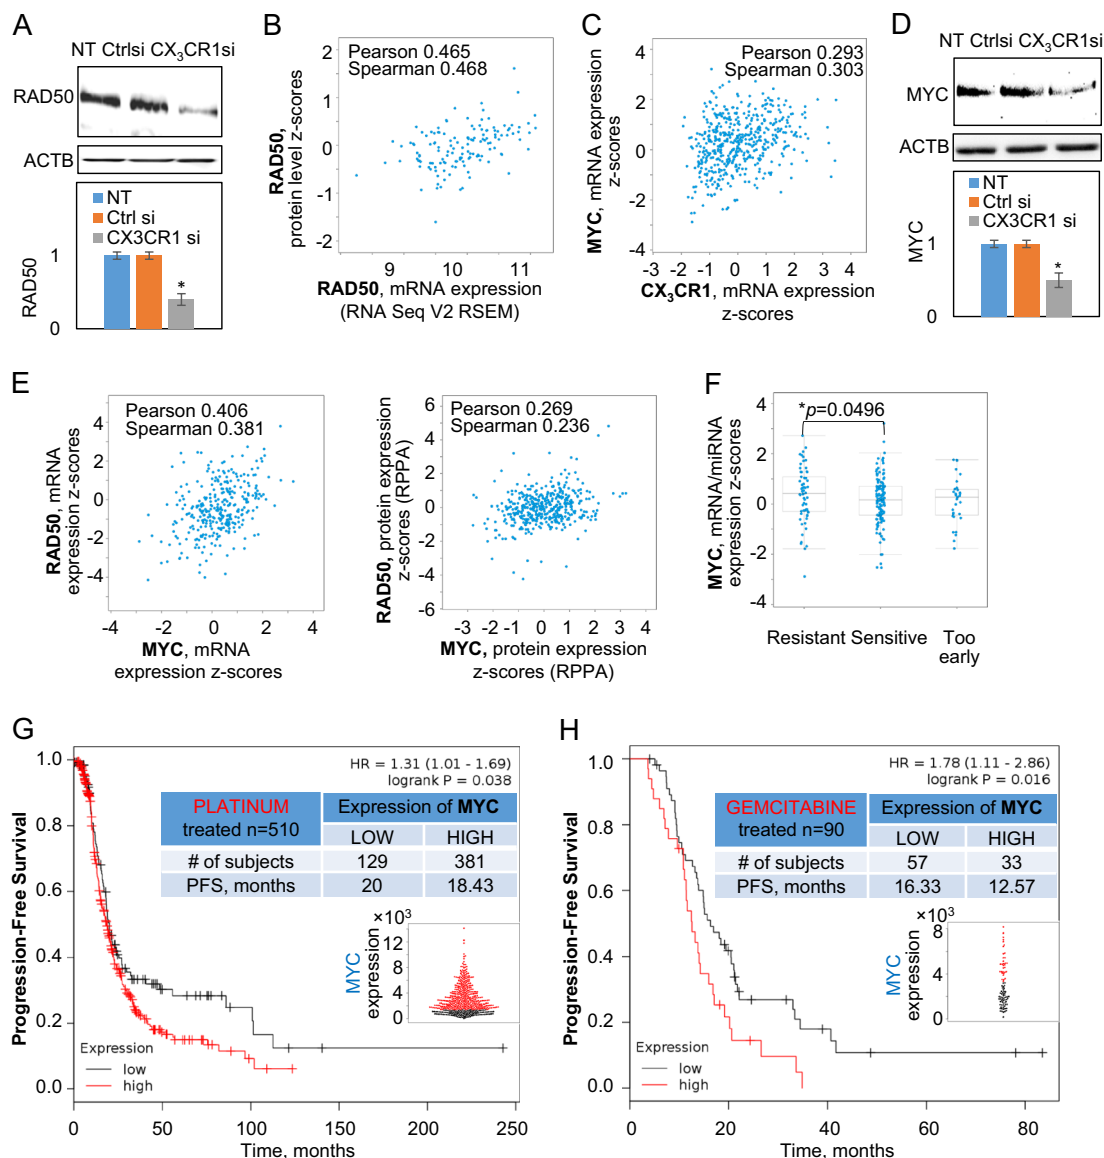 A
NT Ctrlsi CX₃CR1si
RAD50
ACTB
NT
Ctrl si
CX3CR1 si
1
*
RAD50
0
B
Pearson 0.465
Spearman 0.468
2
1
0
-1
-2
RAD50,
protein level z-scores
9 10 11
RAD50, mRNA expression
(RNA Seq V2 RSEM)
C
Pearson 0.293
Spearman 0.303
4
2
0
-2
-4
MYC, mRNA expression
z-scores
-3 -2 -1 0 1 2 3 4
CX₃CR1, mRNA expression
z-scores
D
NT Ctrlsi CX₃CR1si
MYC
ACTB
NT
Ctrl si
CX3CR1 si
1
*
MYC
0
E
Pearson 0.406
Spearman 0.381
4
2
0
-2
-4
RAD50, mRNA
expression z-scores
-4 -2 0 2 4
MYC, mRNA
expression z-scores
Pearson 0.269
Spearman 0.236
6
4
2
0
-2
-4
-6
RAD50, protein expression
z-scores (RPPA)
-3 -2 -1 0 1 2 3 4
MYC, protein expression
z-scores (RPPA)
F
*p=0.0496
4
2
0
-2
-4
MYC, mRNA/miRNA
expression z-scores
Resistant Sensitive Too
early
G
HR = 1.31 (1.01 - 1.69)
logrank P = 0.038
PLATINUM Expression of MYC
treated n=510 LOW HIGH
# of subjects 129 381
PFS, months 20 18.43
1.0
0.8
0.6
0.4
0.2
0.0
Progression-Free Survival
×10³
12
8
4
0
MYC
expression
Expression
low
high
0 50 100 150 200 250
Time, months
H
HR = 1.78 (1.11 - 2.86)
logrank P = 0.016
GEMCITABINE Expression of MYC
treated n=90 LOW HIGH
# of subjects 57 33
PFS, months 16.33 12.57
1.0
0.8
0.6
0.4
0.2
0.0
Progression-Free Survival
×10³
8
4
0
MYC
expression
Expression
low
high
0 20 40 60 80
Time, months